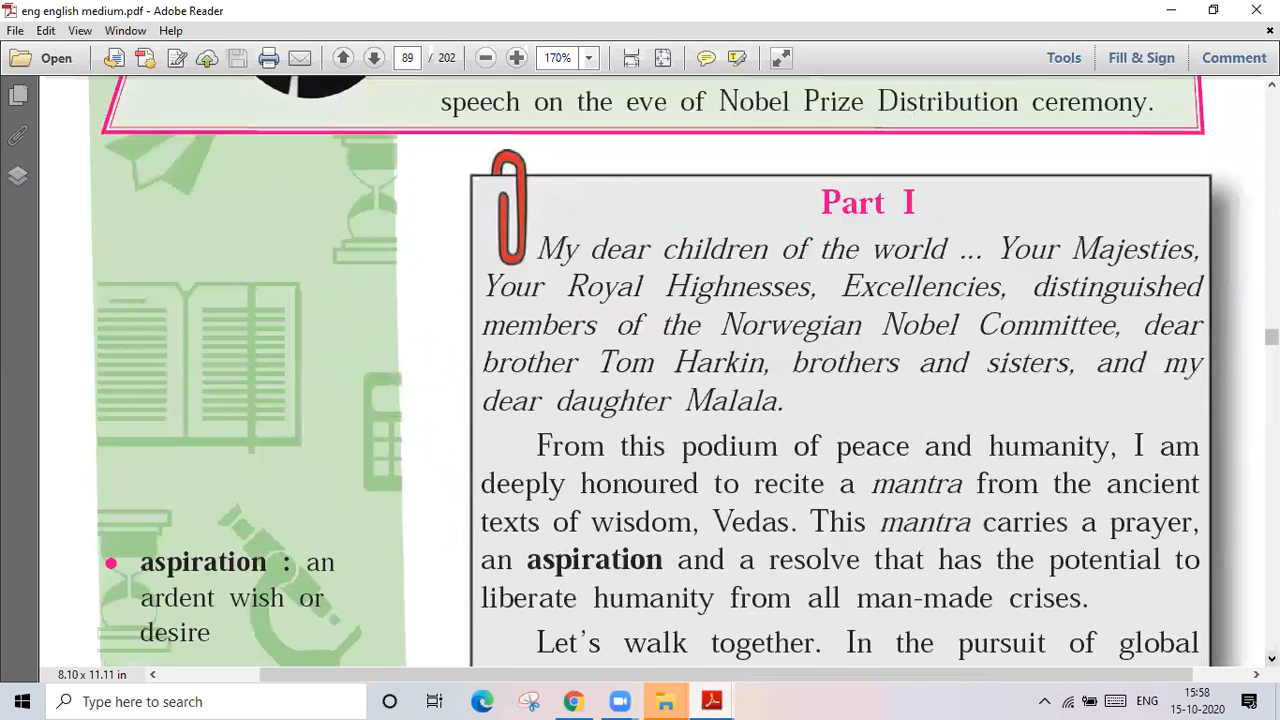 eng english medium.pdf - Adobe Reader
File Edit View Window Help
Open 89 / 202 170% Tools Fill & Sign Comment
speech on the eve of Nobel Prize Distribution ceremony.
Part I
My dear children of the world ... Your Majesties,
Your Royal Highnesses, Excellencies, distinguished
members of the Norwegian Nobel Committee, dear
brother Tom Harkin, brothers and sisters, and my
dear daughter Malala.
From this podium of peace and humanity, I am
deeply honoured to recite a mantra from the ancient
texts of wisdom, Vedas. This mantra carries a prayer,
an aspiration and a resolve that has the potential to
liberate humanity from all man-made crises.
Let's walk together. In the pursuit of global
• aspiration : an
ardent wish or
desire
8.10 x 11.11 in
Type here to search
ENG
15:58
15-10-2020